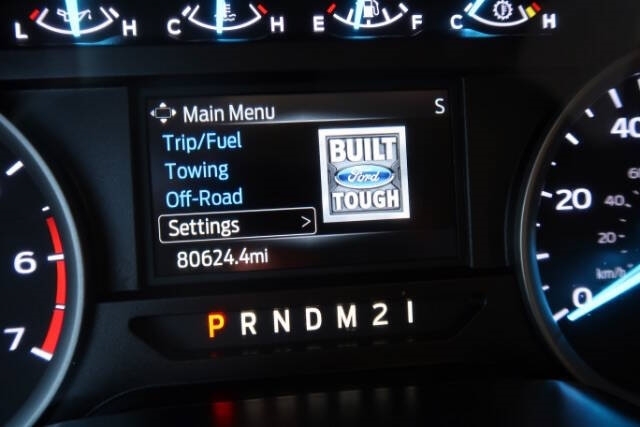 L H C H E F C H
Main Menu S
Trip/Fuel
Towing
Off-Road
Settings >
80624.4mi
BUILT
Ford
TOUGH
P R N D M 2 1
6
7
40
20
0
60
40
20
km/h